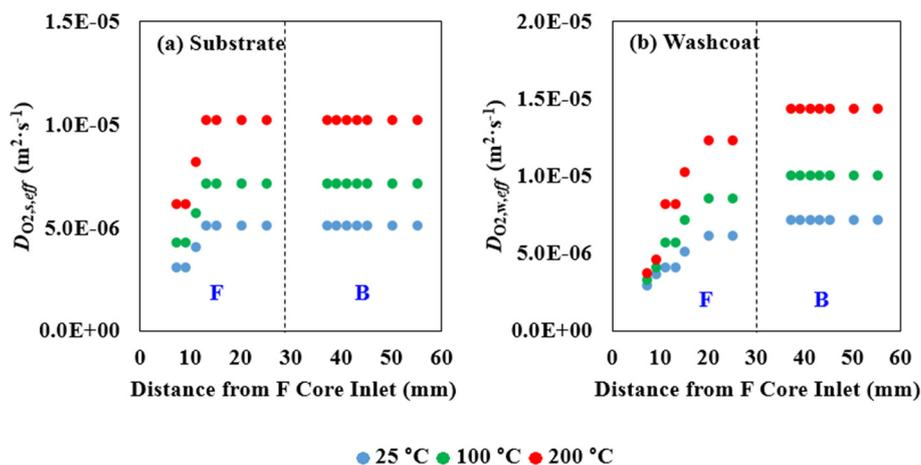 (a) Substrate
1.5E-05
1.0E-05
5.0E-06
0.0E+00
D_O2,s,eff (m²·s⁻¹)
F
B
0 10 20 30 40 50 60
Distance from F Core Inlet (mm)
(b) Washcoat
2.0E-05
1.5E-05
1.0E-05
5.0E-06
0.0E+00
D_O2,w,eff (m²·s⁻¹)
F
B
0 10 20 30 40 50 60
Distance from F Core Inlet (mm)
25 °C 100 °C 200 °C